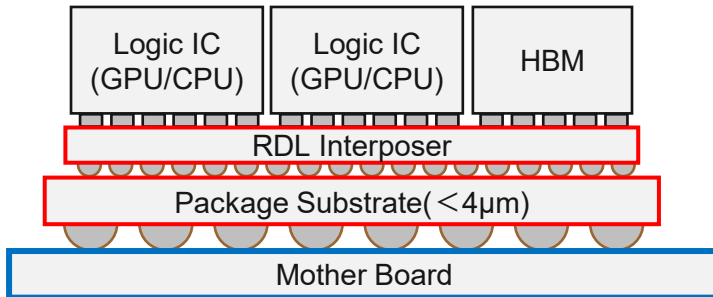 Logic IC
(GPU/CPU)
Logic IC
(GPU/CPU)
HBM
RDL Interposer
Package Substrate(＜4μm)
Mother Board